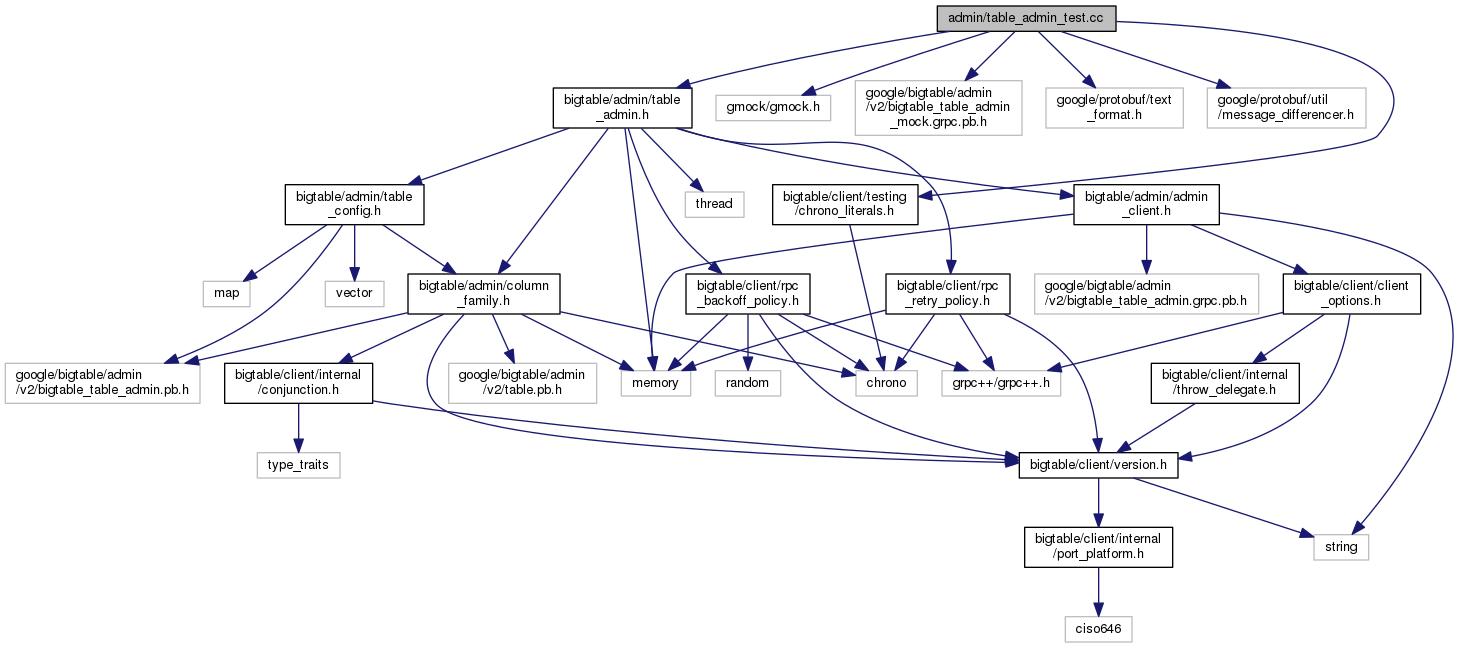 admin/table_admin_test.cc
bigtable/admin/table
_admin.h
gmock/gmock.h
google/bigtable/admin
/v2/bigtable_table_admin
_mock.grpc.pb.h
google/protobuf/text
_format.h
google/protobuf/util
/message_differencer.h
bigtable/admin/table
_config.h
thread
bigtable/client/testing
/chrono_literals.h
bigtable/admin/admin
_client.h
map
vector
bigtable/admin/column
_family.h
bigtable/client/rpc
_backoff_policy.h
bigtable/client/rpc
_retry_policy.h
google/bigtable/admin
/v2/bigtable_table_admin.grpc.pb.h
bigtable/client/client
_options.h
google/bigtable/admin
/v2/bigtable_table_admin.pb.h
bigtable/client/internal
/conjunction.h
google/bigtable/admin
/v2/table.pb.h
memory
random
chrono
grpc++/grpc++.h
bigtable/client/internal
/throw_delegate.h
type_traits
bigtable/client/version.h
bigtable/client/internal
/port_platform.h
string
ciso646